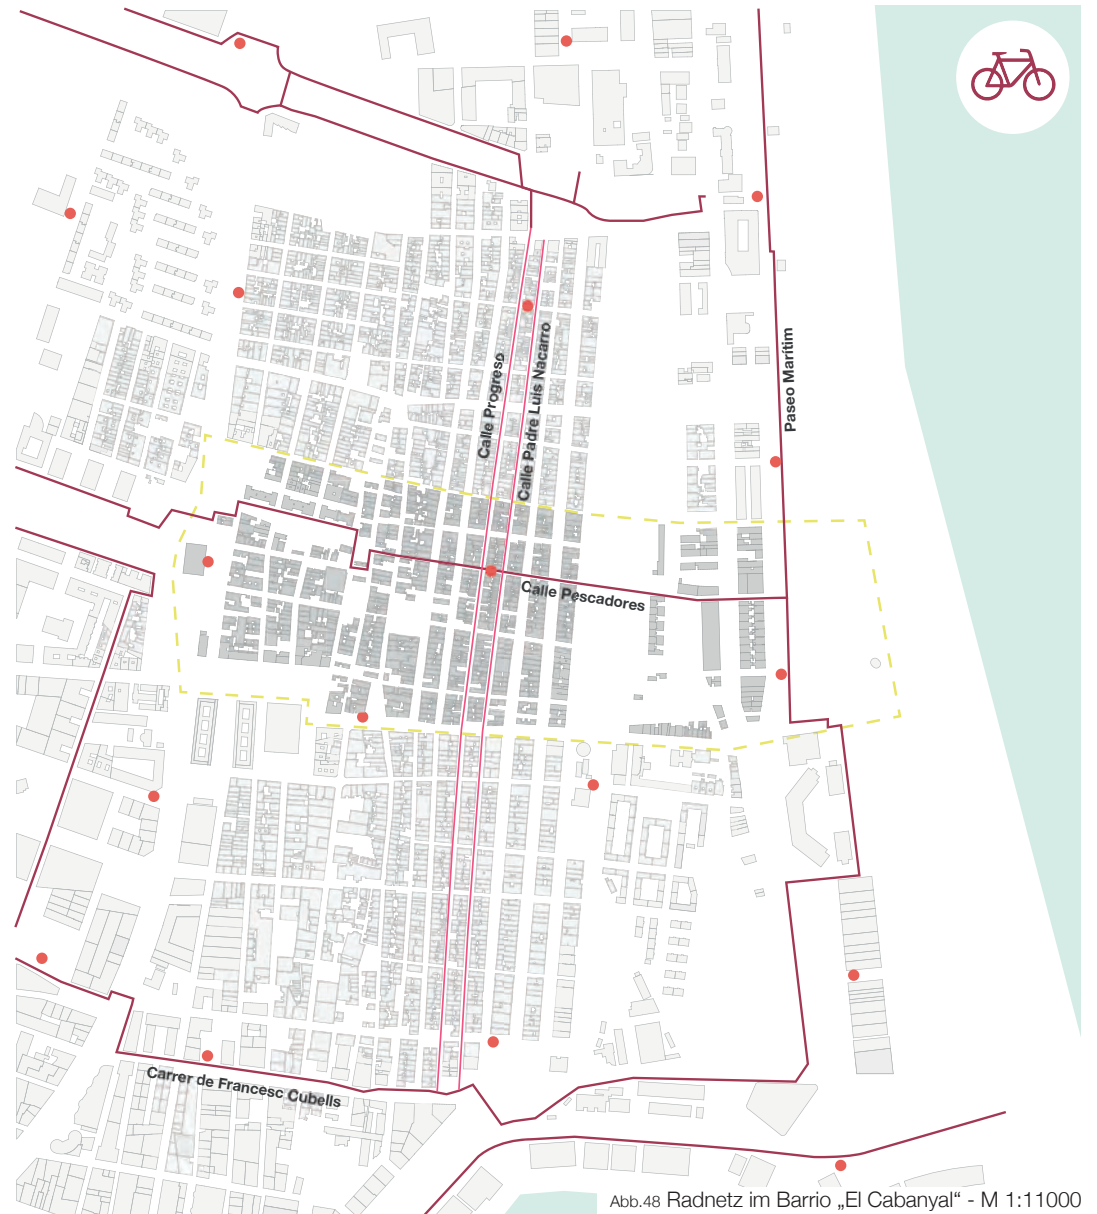 Paseo Marítim
Calle Progreso
Calle Padre Luis Nacarro
Calle Pescadores
Carrer de Francesc Cubells
Abb.48 Radnetz im Barrio „El Cabanyal“ - M 1:11000